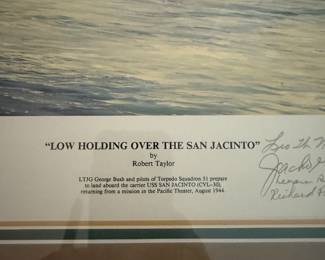 "LOW HOLDING OVER THE SAN JACINTO"
by
Robert Taylor
LTJG George Bush and pilots of Torpedo Squadron 51 prepare
to land aboard the carrier USS SAN JACINTO (CVL-30),
returning from a mission in the Pacific Theater, August 1944.
Richard